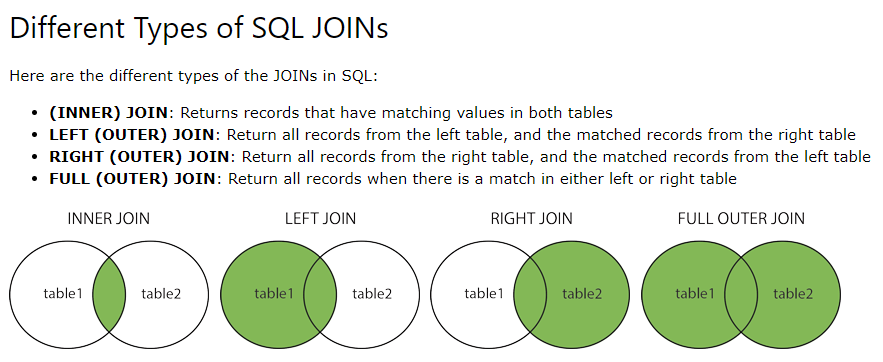 Different Types of SQL JOINs
Here are the different types of the JOINs in SQL:
• (INNER) JOIN: Returns records that have matching values in both tables
• LEFT (OUTER) JOIN: Return all records from the left table, and the matched records from the right table
• RIGHT (OUTER) JOIN: Return all records from the right table, and the matched records from the left table
• FULL (OUTER) JOIN: Return all records when there is a match in either left or right table
INNER JOIN LEFT JOIN RIGHT JOIN FULL OUTER JOIN
table1 table2 table1 table2 table1 table2 table1 table2